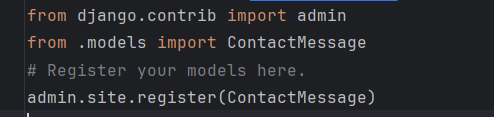 from django.contrib import admin
from .models import ContactMessage
# Register your models here.
admin.site.register(ContactMessage)